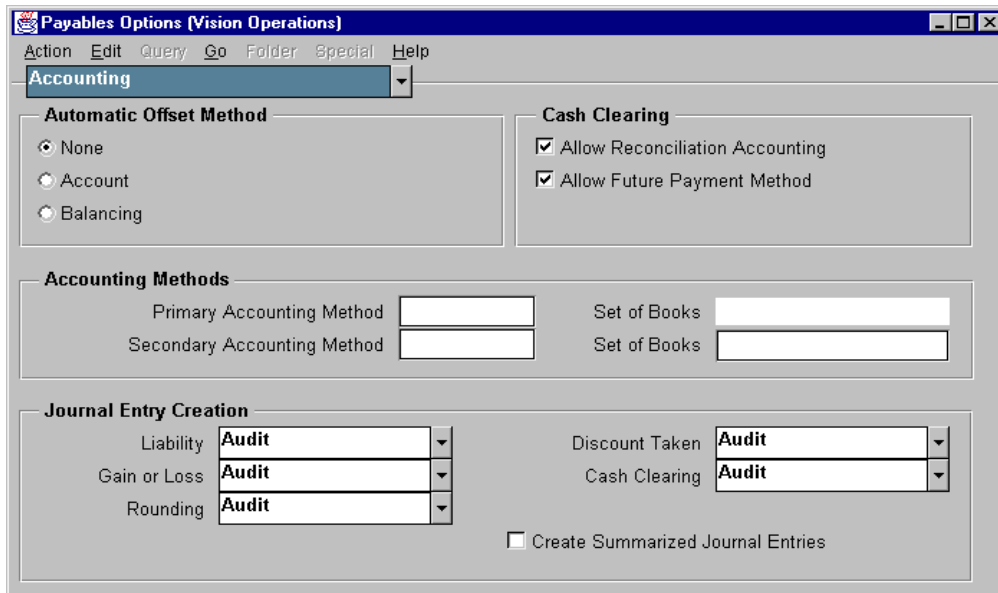 Payables Options (Vision Operations)
Action Edit Query Go Folder Special Help
Accounting
Automatic Offset Method
None
Account
Balancing
Cash Clearing
Allow Reconciliation Accounting
Allow Future Payment Method
Accounting Methods
Primary Accounting Method Set of Books
Secondary Accounting Method Set of Books
Journal Entry Creation
Liability Audit Discount Taken Audit
Gain or Loss Audit Cash Clearing Audit
Rounding Audit
Create Summarized Journal Entries